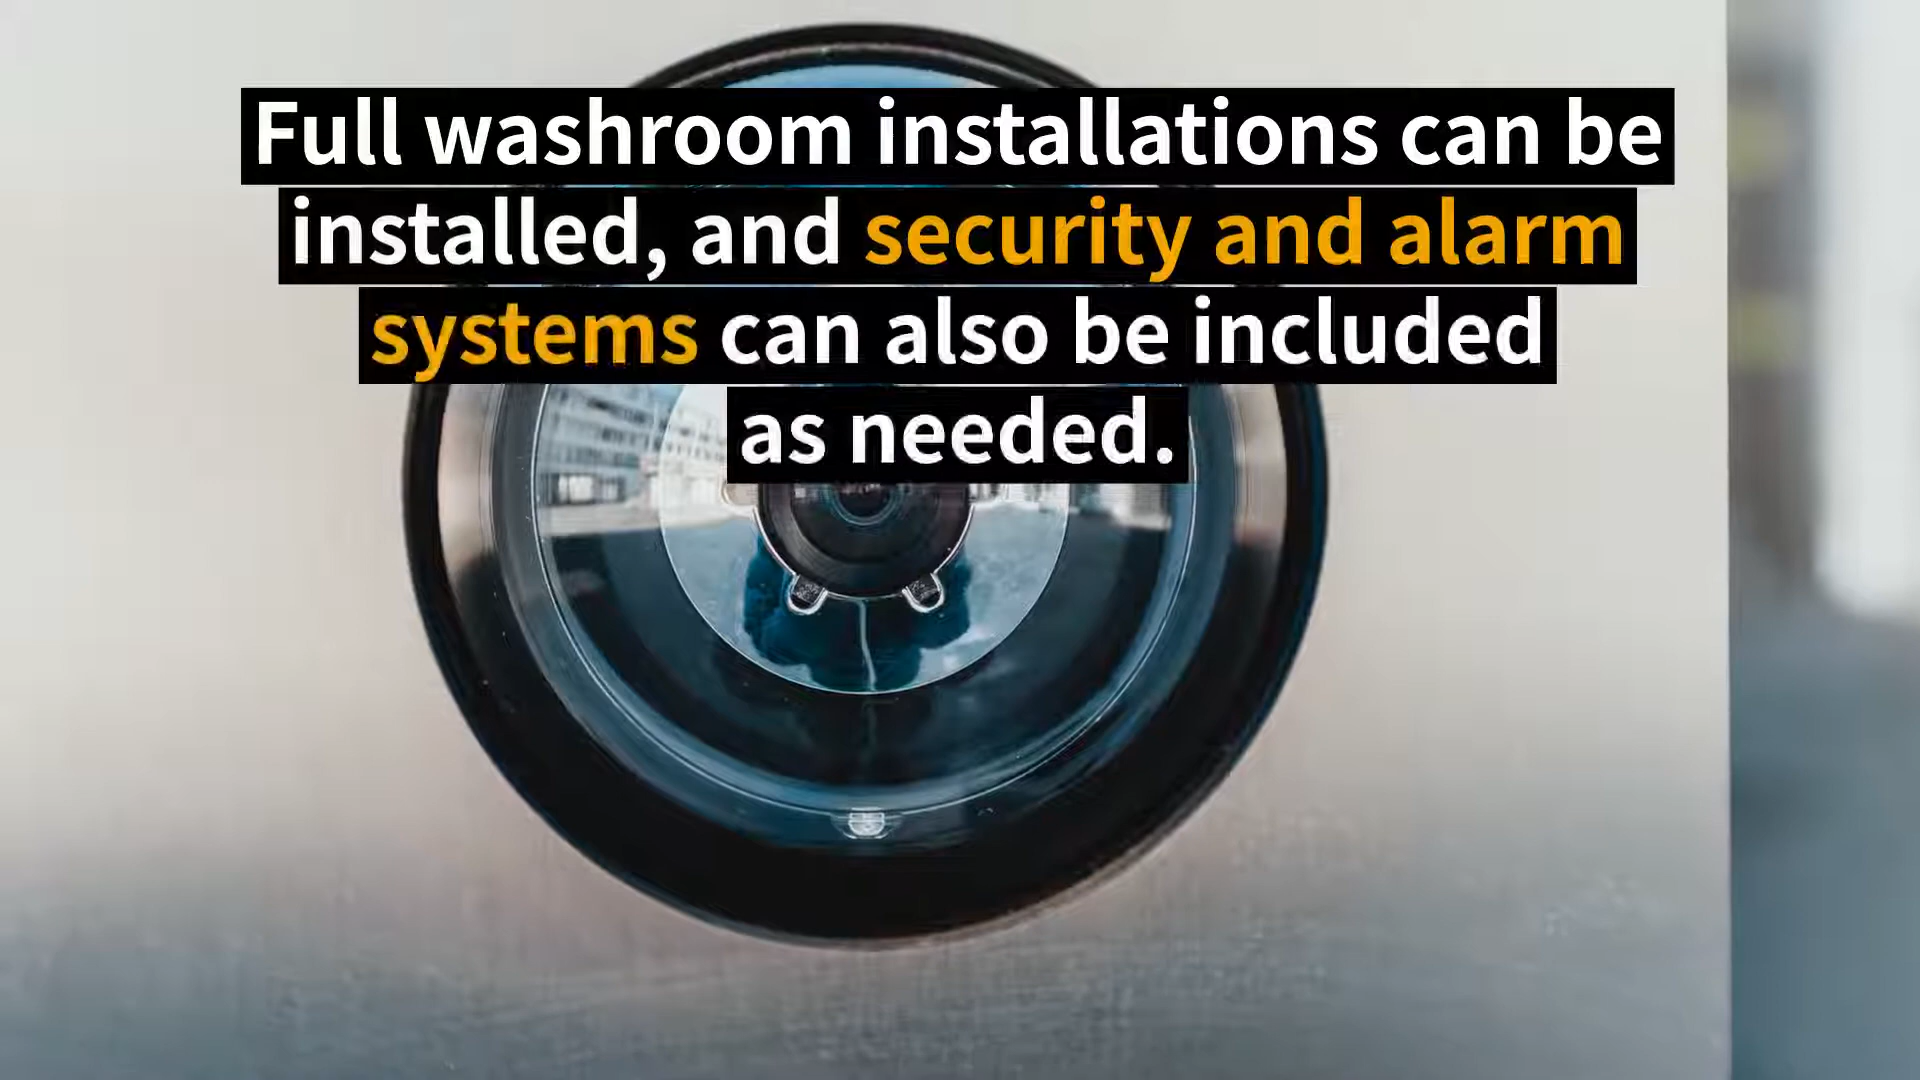 Full washroom installations can be
installed, and security and alarm
systems can also be included
as needed.